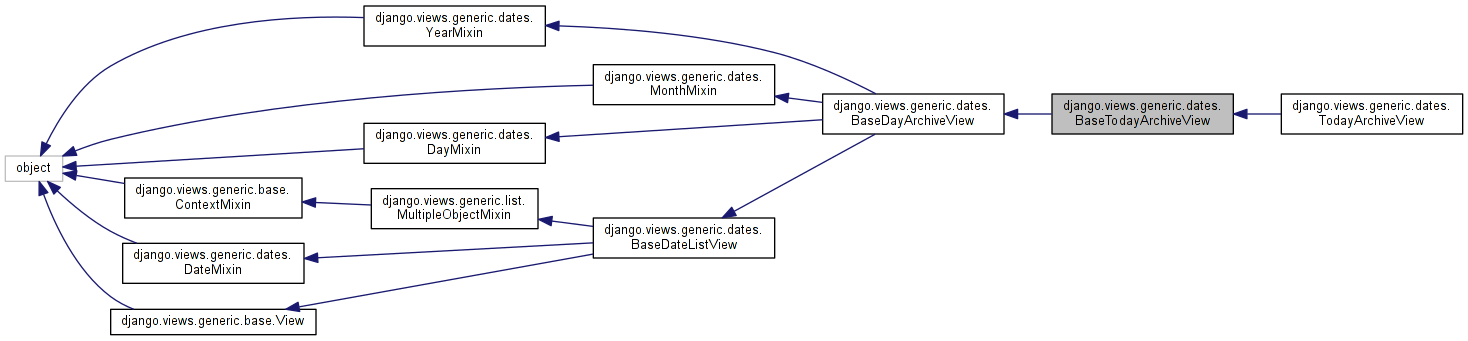 django.views.generic.dates.
YearMixin
django.views.generic.dates.
MonthMixin
django.views.generic.dates.
BaseDayArchiveView
django.views.generic.dates.
BaseTodayArchiveView
django.views.generic.dates.
TodayArchiveView
django.views.generic.dates.
DayMixin
object
django.views.generic.base.
ContextMixin
django.views.generic.list.
MultipleObjectMixin
django.views.generic.dates.
BaseDateListView
django.views.generic.dates.
DateMixin
django.views.generic.base.View